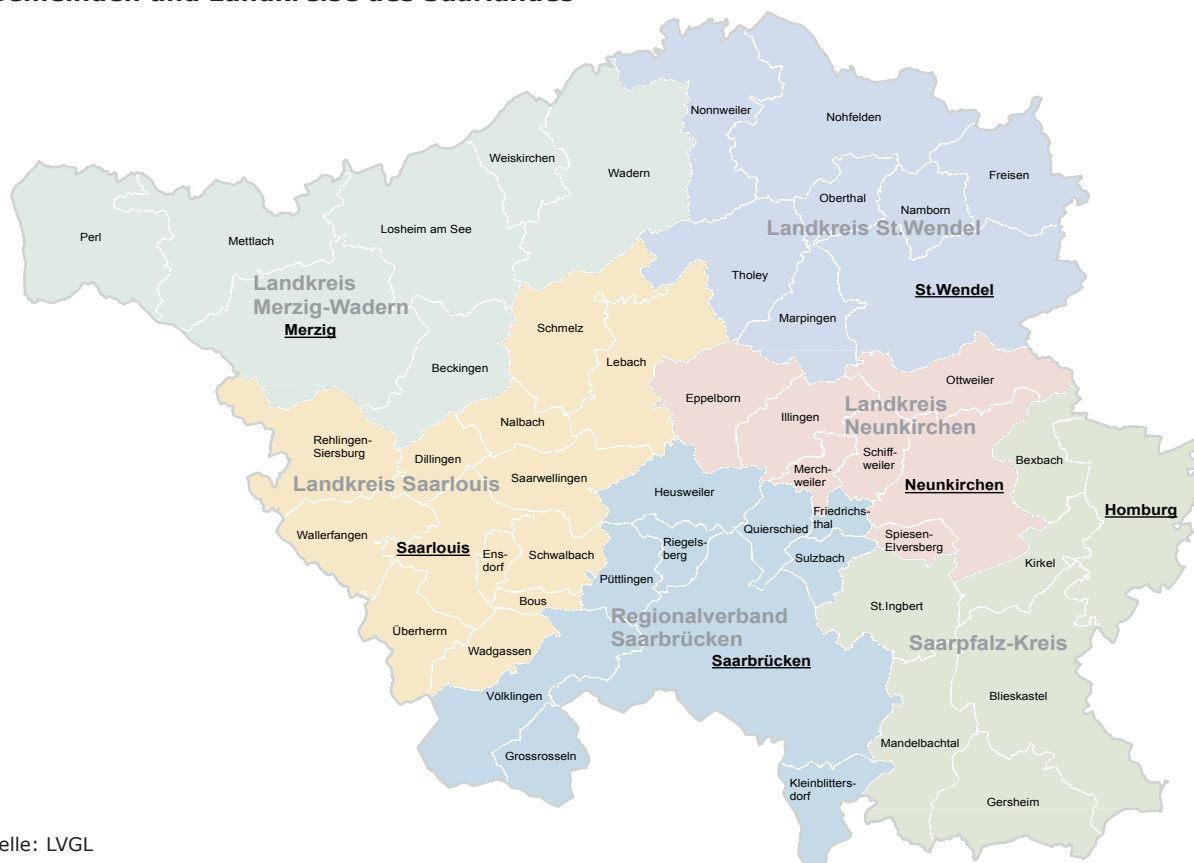 Gemeinden und Landkreise des Saarlandes
Nonnweiler
Nohfelden
Weiskirchen
Wadern
Freisen
Oberthal
Namborn
Landkreis St.Wendel
Perl
Mettlach
Losheim am See
Tholey
St.Wendel
Landkreis
Merzig-Wadern
Merzig
Marpingen
Schmelz
Lebach
Beckingen
Ottweiler
Eppelborn
Illingen
Landkreis
Neunkirchen
Nalbach
Rehlingen-
Siersburg
Dillingen
Saarwellingen
Landkreis Saarlouis
Merch-
weiler
Schiff-
weiler
Bexbach
Neunkirchen
Homburg
Heusweiler
Quierschied
Friedrichs-
thal
Wallerfangen
Saarlouis
Ens-
dorf
Schwalbach
Riegels-
berg
Spiesen-
Elversberg
Püttlingen
Sulzbach
Kirkel
Bous
St.Ingbert
Überherrn
Wadgassen
Regionalverband
Saarbrücken
Saarbrücken
Saarpfalz-Kreis
Völklingen
Blieskastel
Grossrosseln
Mandelbachtal
Kleinblitters-
dorf
Gersheim
elle: LVGL